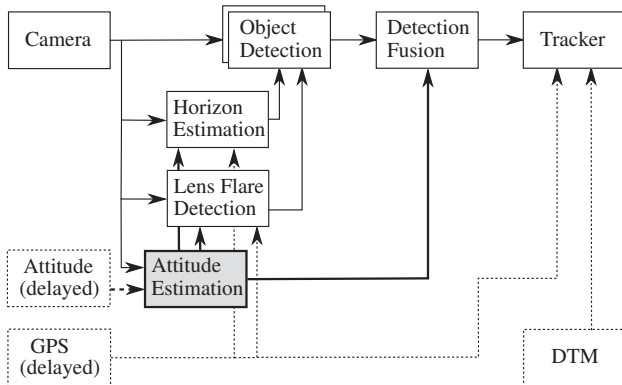 Camera
Object
Detection
Detection
Fusion
Tracker
Horizon
Estimation
Lens Flare
Detection
Attitude
(delayed)
Attitude
Estimation
GPS
(delayed)
DTM